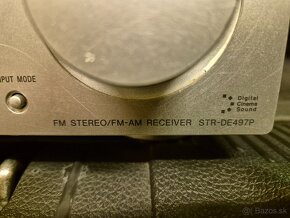 INPUT MODE
Digital
Cinema
Sound
FM STEREO/FM-AM RECEIVER STR-DE497P
bazos.sk